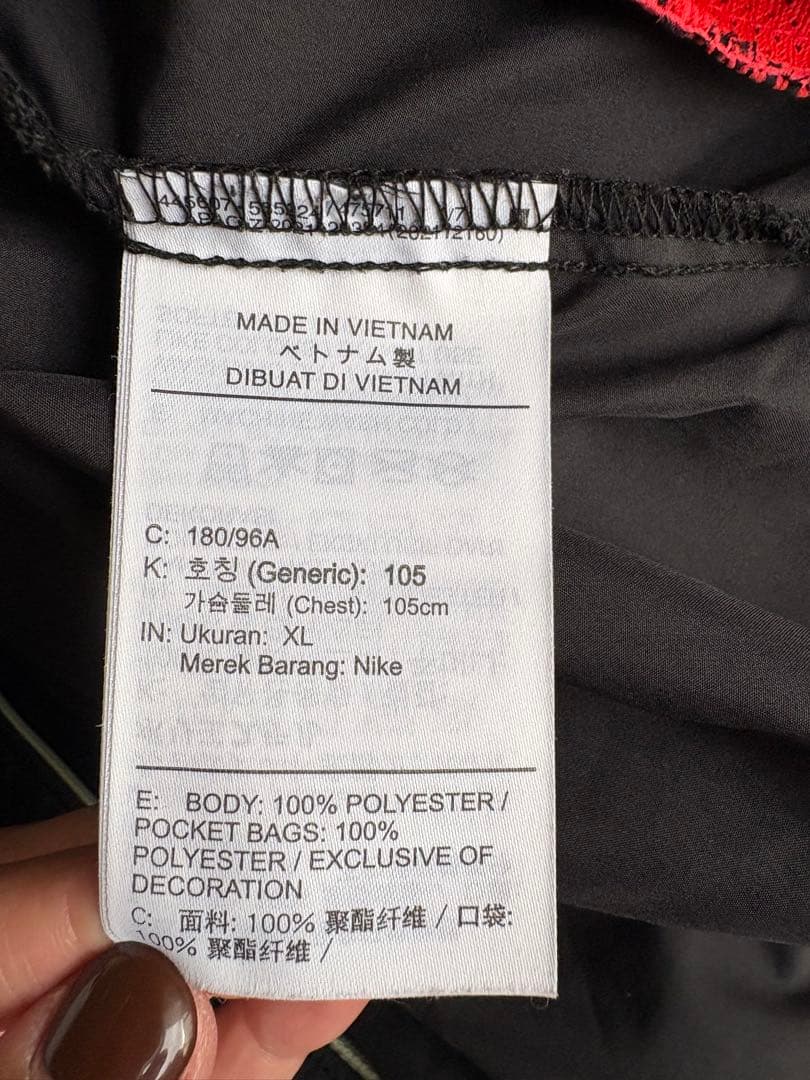 MADE IN VIETNAM
ベトナム製
DIBUAT DI VIETNAM
C: 180/96A
K: 호칭 (Generic): 105
가슴둘레 (Chest): 105cm
IN: Ukuran: XL
Merek Barang: Nike
E: BODY: 100% POLYESTER /
POCKET BAGS: 100%
POLYESTER / EXCLUSIVE OF
DECORATION
C: 面料: 100% 聚酯纤维 / 口袋:
100% 聚酯纤维 /